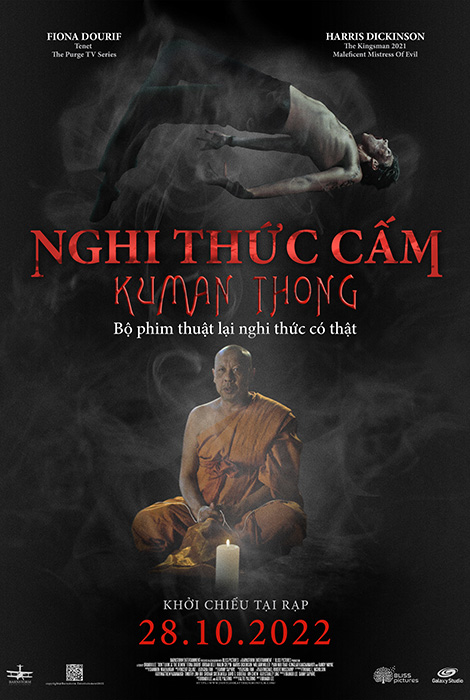 FIONA DOURIF
Tenet
The Purge TV Series
HARRIS DICKINSON
The Kingsman 2021
Maleficent Mistress Of Evil
NGHI THỨC CẤM
KUMAN THONG
Bộ phim thuật lại nghi thức có thật
KHỞI CHIẾU TẠI RẠP
28.10.2022
BLISS
pictures
Galaxy Studio